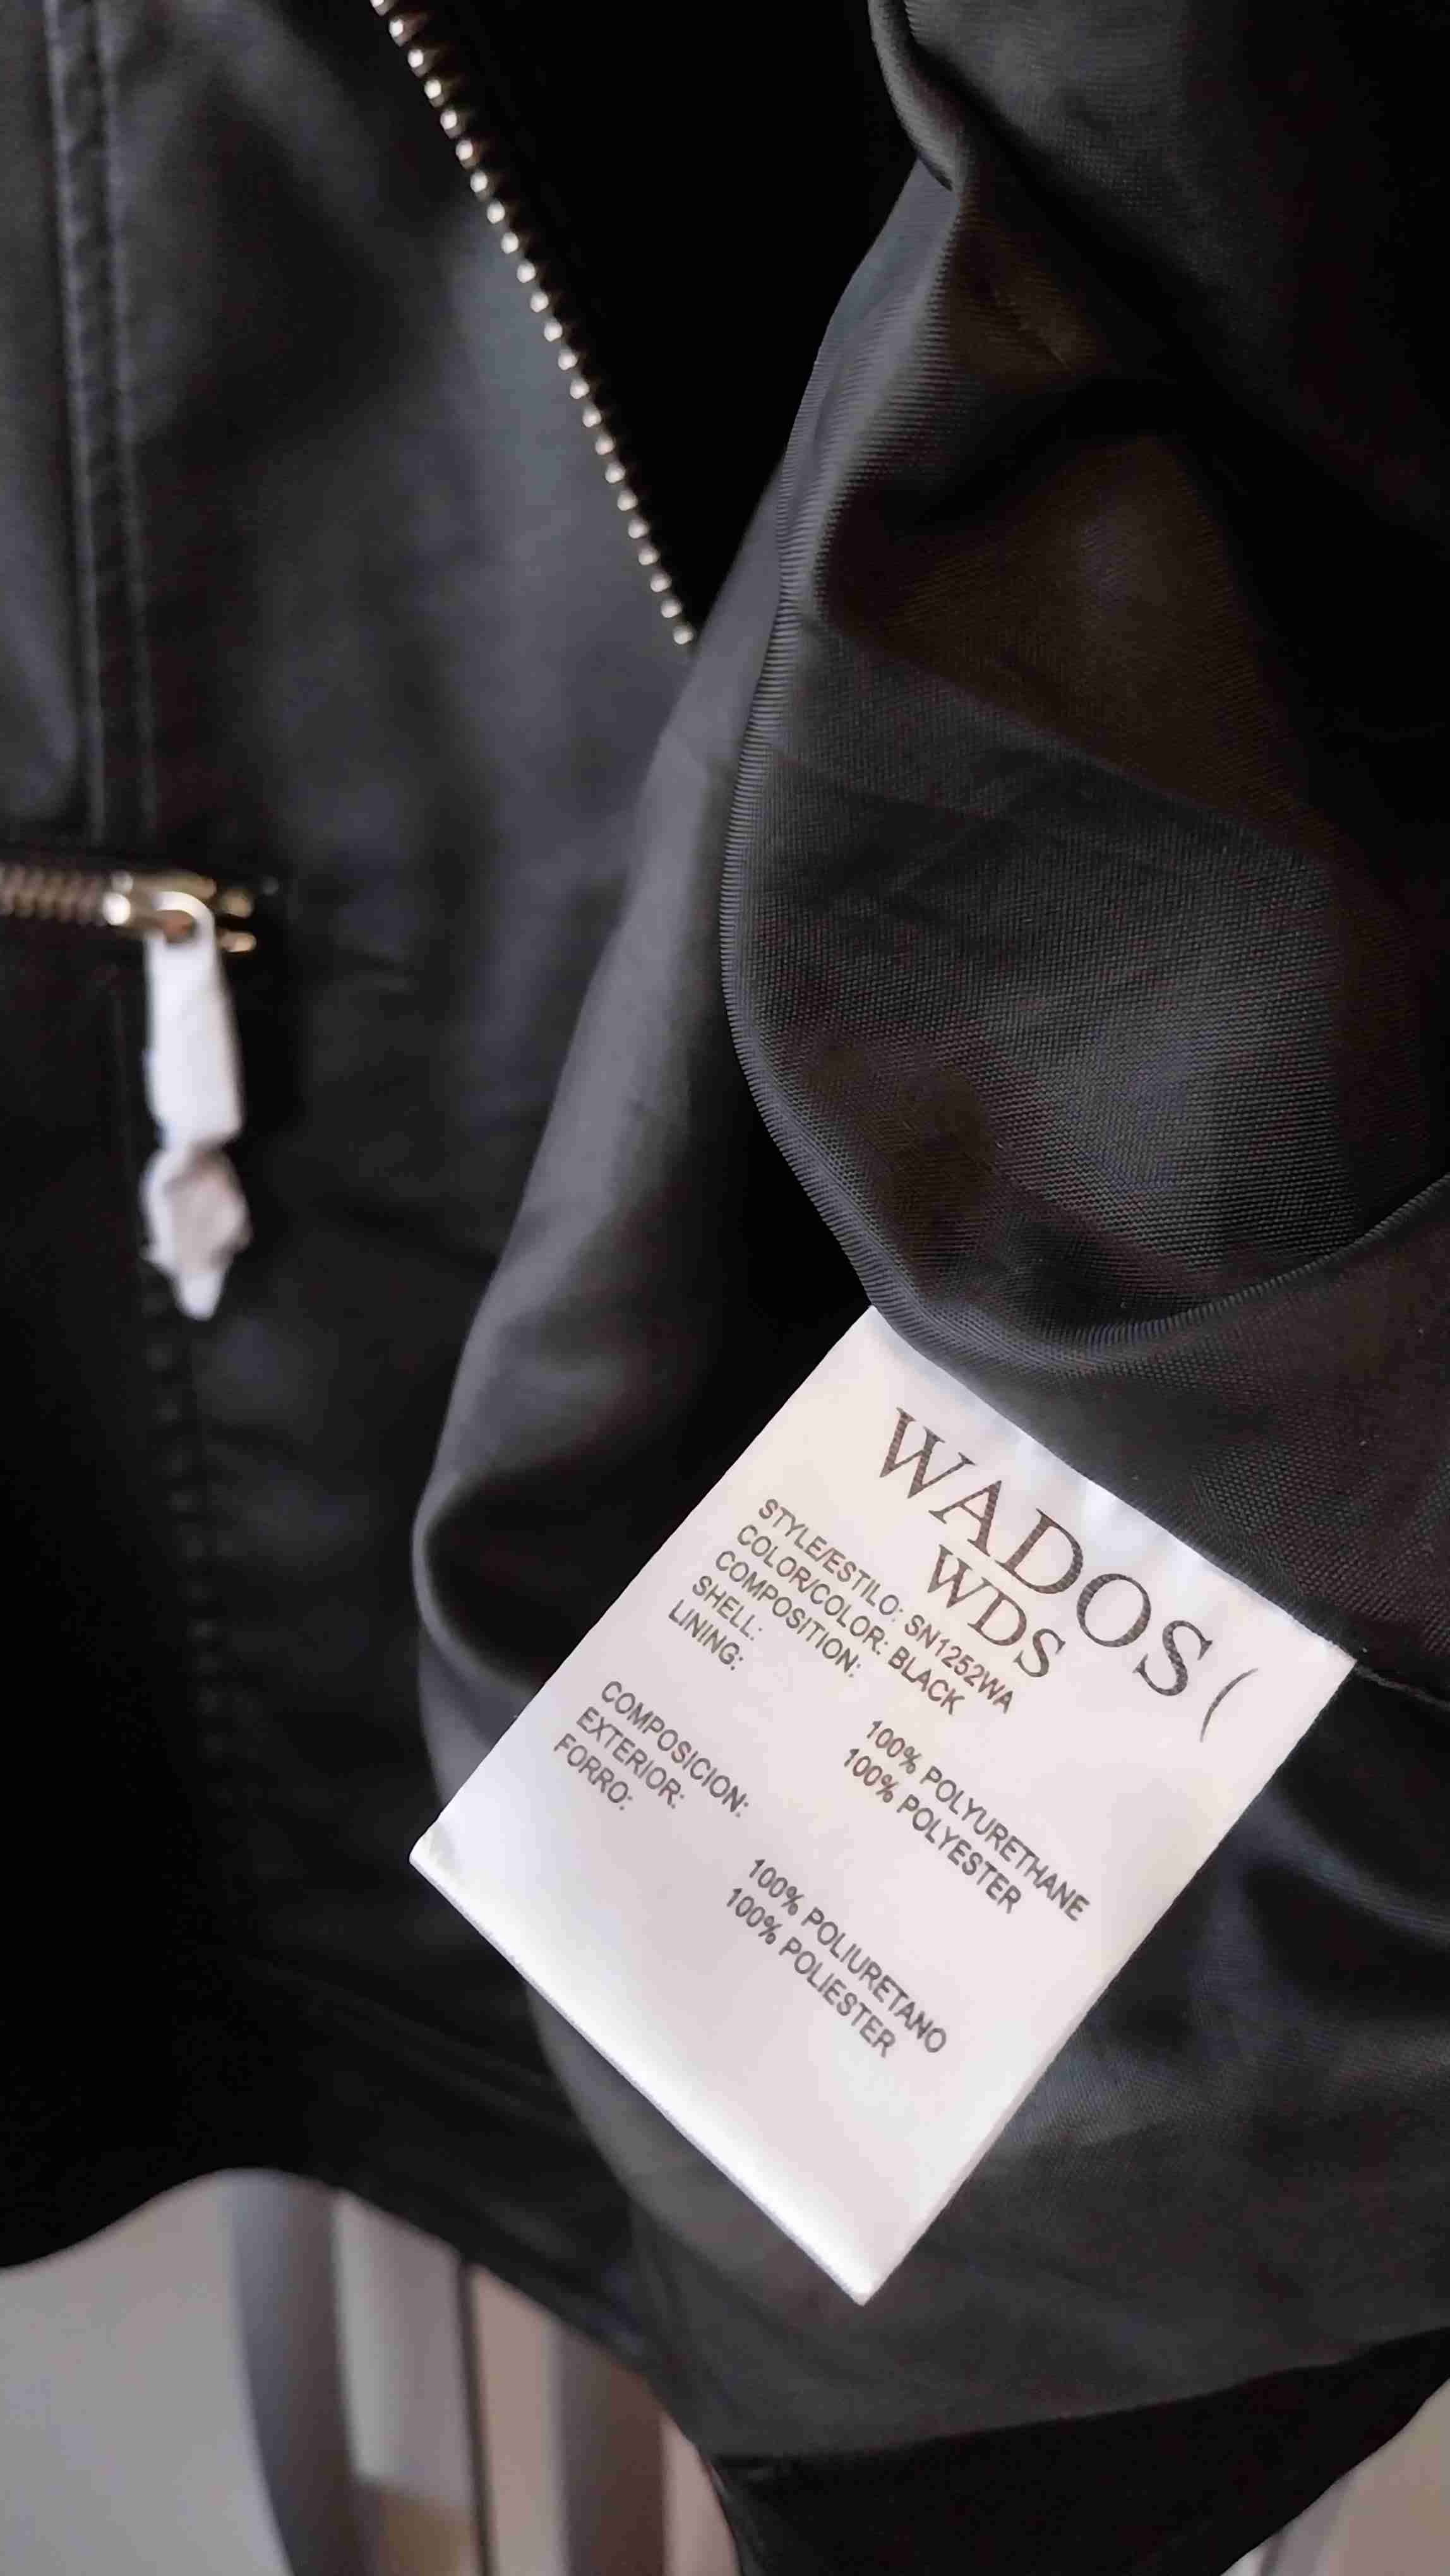 WADOS (
WDS
STYLE/ESTILO: SN1252WA
COLOR/COLOR: BLACK
COMPOSITION:
SHELL: 100% POLYURETHANE
LINING: 100% POLYESTER
COMPOSICION:
EXTERIOR: 100% POLIURETANO
FORRO: 100% POLIESTER